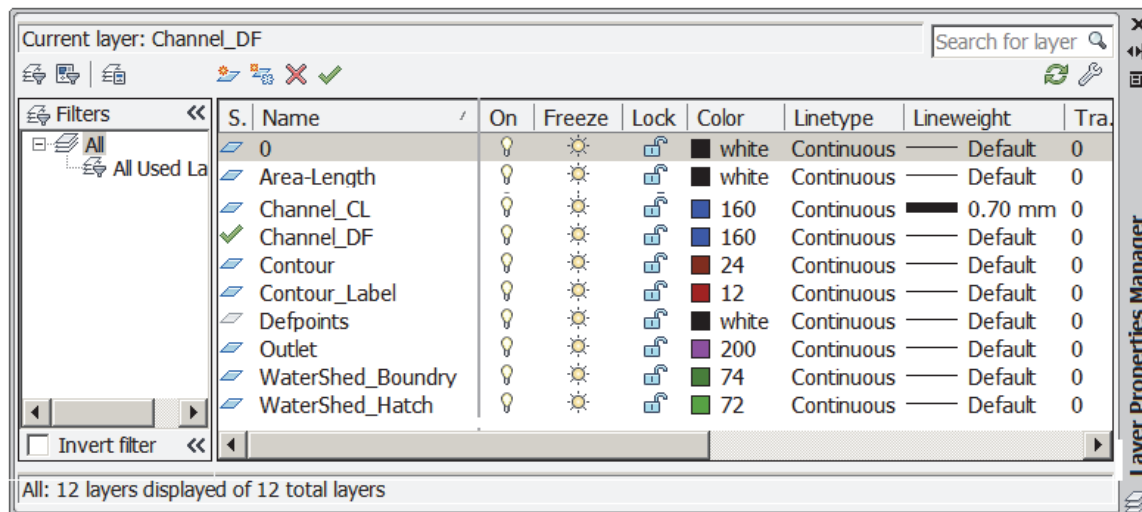 Current layer: Channel_DF
Search for layer
Filters
All
All Used La
S. Name On Freeze Lock Color Linetype Lineweight Tra.
0 white Continuous Default 0
Area-Length white Continuous Default 0
Channel_CL 160 Continuous 0.70 mm 0
Channel_DF 160 Continuous Default 0
Contour 24 Continuous Default 0
Contour_Label 12 Continuous Default 0
Defpoints white Continuous Default 0
Outlet 200 Continuous Default 0
WaterShed_Boundry 74 Continuous Default 0
WaterShed_Hatch 72 Continuous Default 0
Invert filter
All: 12 layers displayed of 12 total layers
Layer Properties Manager